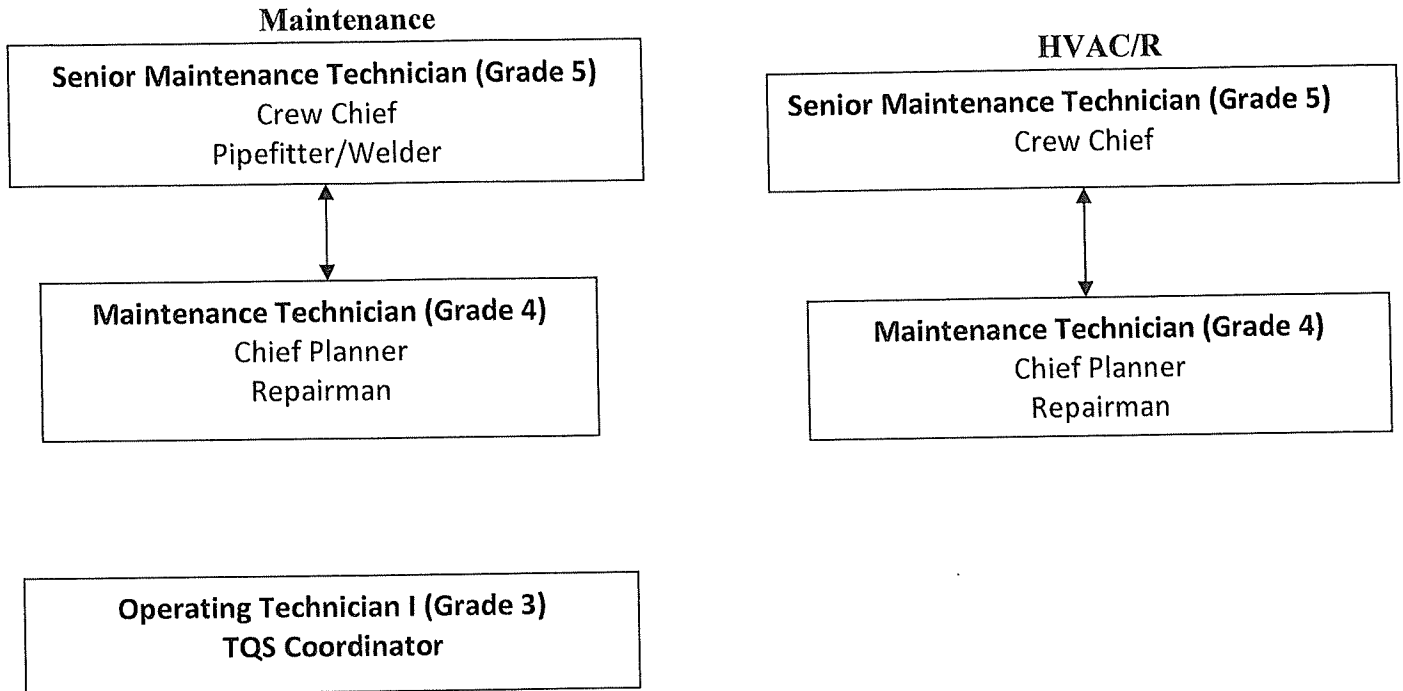 Maintenance
Senior Maintenance Technician (Grade 5)
Crew Chief
Pipefitter/Welder
Maintenance Technician (Grade 4)
Chief Planner
Repairman
Operating Technician I (Grade 3)
TQS Coordinator
HVAC/R
Senior Maintenance Technician (Grade 5)
Crew Chief
Maintenance Technician (Grade 4)
Chief Planner
Repairman